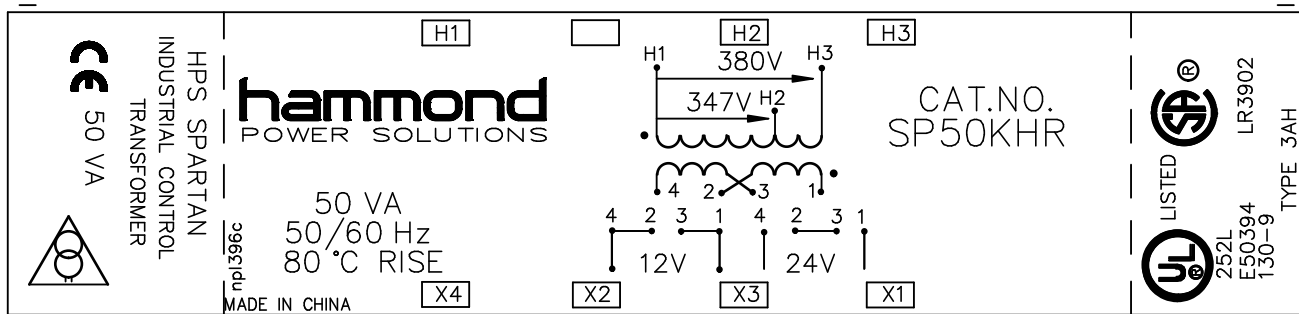 HPS SPARTAN
INDUSTRIAL CONTROL
TRANSFORMER
CE 50 VA
npl396c
H1
H2
H3
hammond
POWER SOLUTIONS
50 VA
50/60 Hz
80 °C RISE
MADE IN CHINA
H1 H3
380V
347V H2
4 2 3 1
4 2 3 1 4 2 3 1
12V 24V
X4
X2
X3
X1
CAT.NO.
SP50KHR
SA ®
LR3902
LISTED
UL ®
252L
E50394
130-9
TYPE 3AH